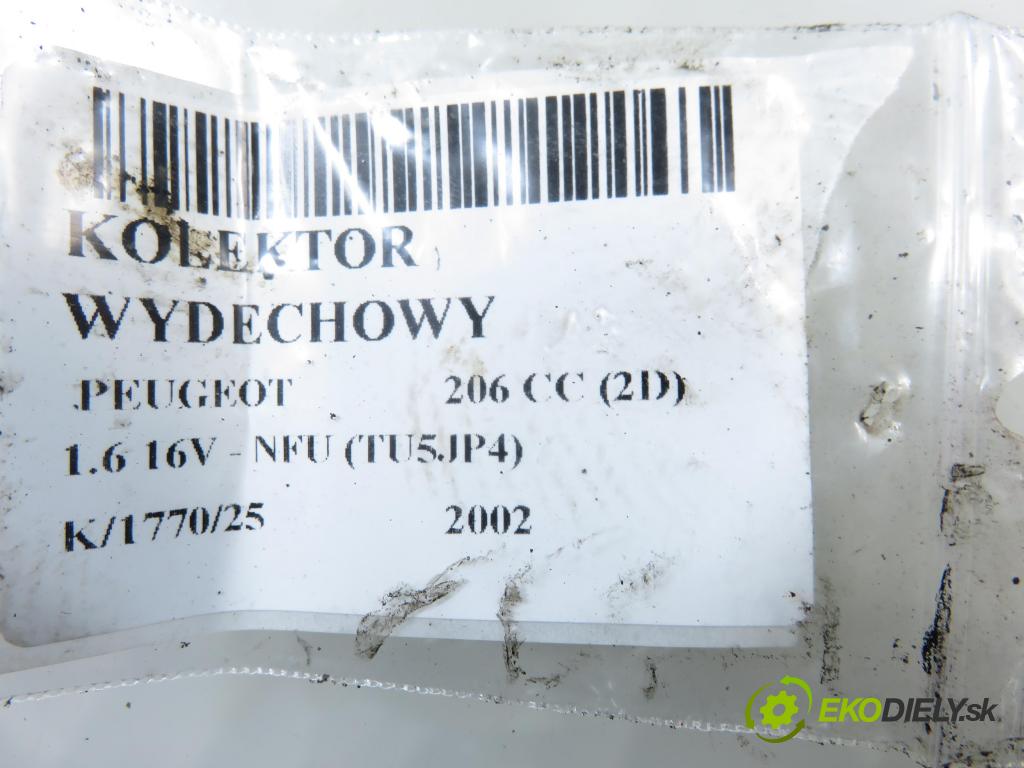 KOLEKTOR
WYDECHOWY
PEUGEOT 206 CC (2D)
1.6 16V - NFU (TU5JP4)
K/1770/25 2002
EKODIELY.sk